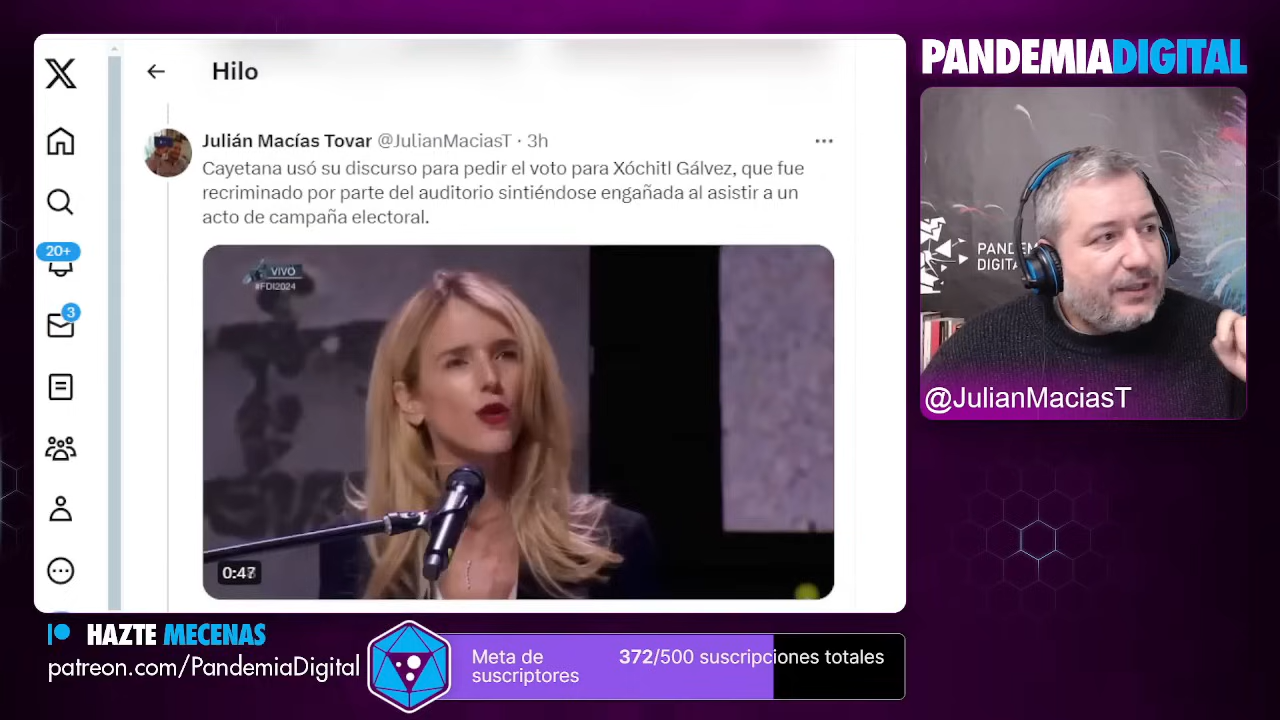 PANDEMIADIGITAL
Hilo
Julián Macías Tovar @JulianMaciasT · 3h
Cayetana usó su discurso para pedir el voto para Xóchitl Gálvez, que fue
recriminado por parte del auditorio sintiéndose engañada al asistir a un
acto de campaña electoral.
20+
3
VIVO
#FDI2024
PANDEM
DIGITA
@JulianMaciasT
HAZTE MECENAS
patreon.com/PandemiaDigital
Meta de
suscriptores
372/500 suscripciones totales